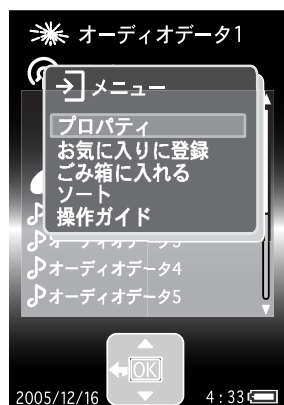 オーディオデータ1
メニュー
プロパティ
お気に入りに登録
ごみ箱に入れる
ソート
操作ガイド
オーディオデータ4
オーディオデータ5
OK
2005/12/16
4:33